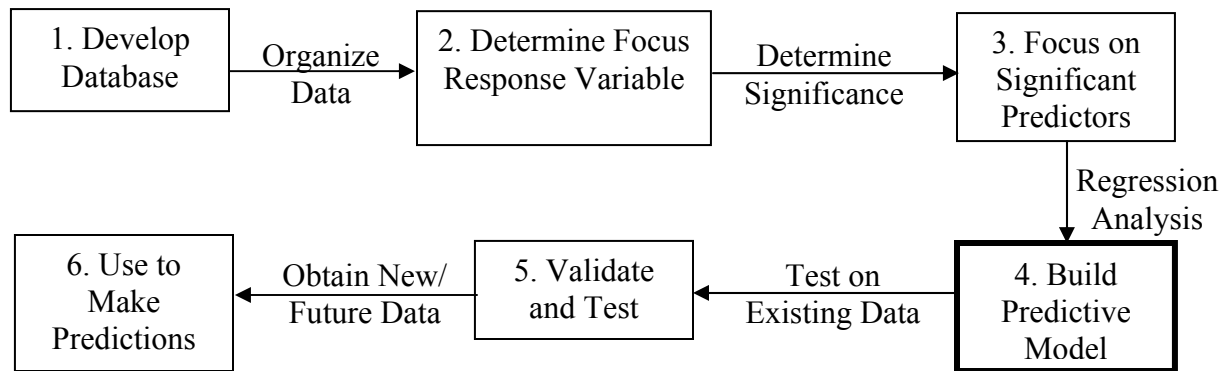 1. Develop
Database
Organize
Data
2. Determine Focus
Response Variable
Determine
Significance
3. Focus on
Significant
Predictors
Regression
Analysis
4. Build
Predictive
Model
Test on
Existing Data
5. Validate
and Test
Obtain New/
Future Data
6. Use to
Make
Predictions